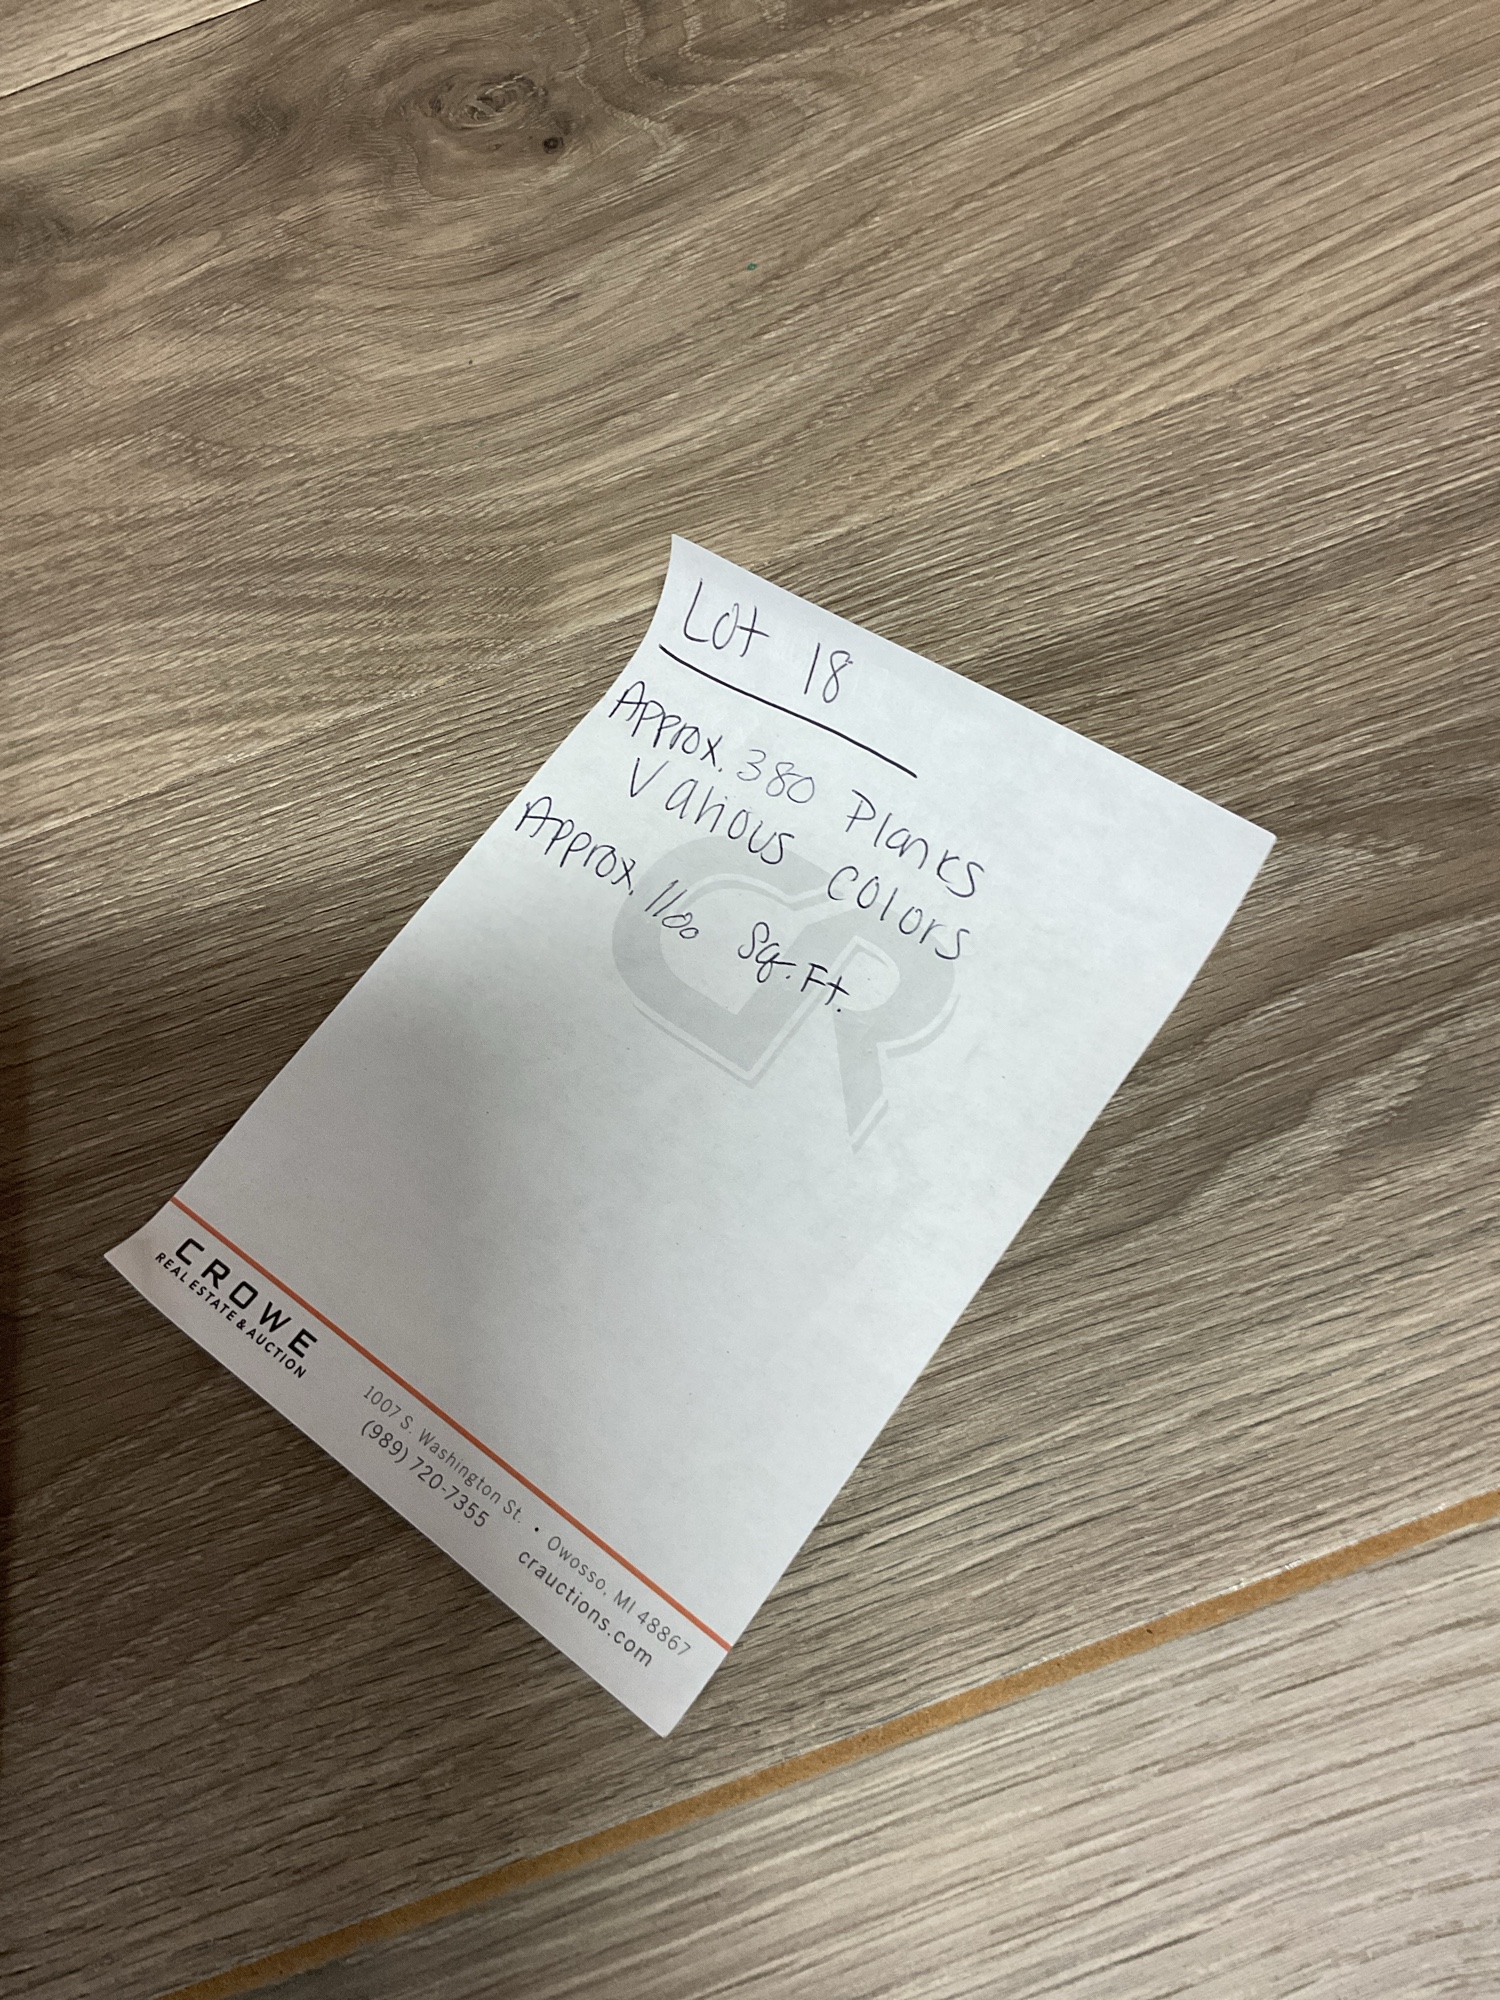 Lot 18
Approx. 380 Planks
Various colors
Approx. 1100 Sq. Ft.
CR
CROWE
REAL ESTATE & AUCTION
1007 S. Washington St. • Owosso, MI 48867
(989) 720-7355 crauctions.com